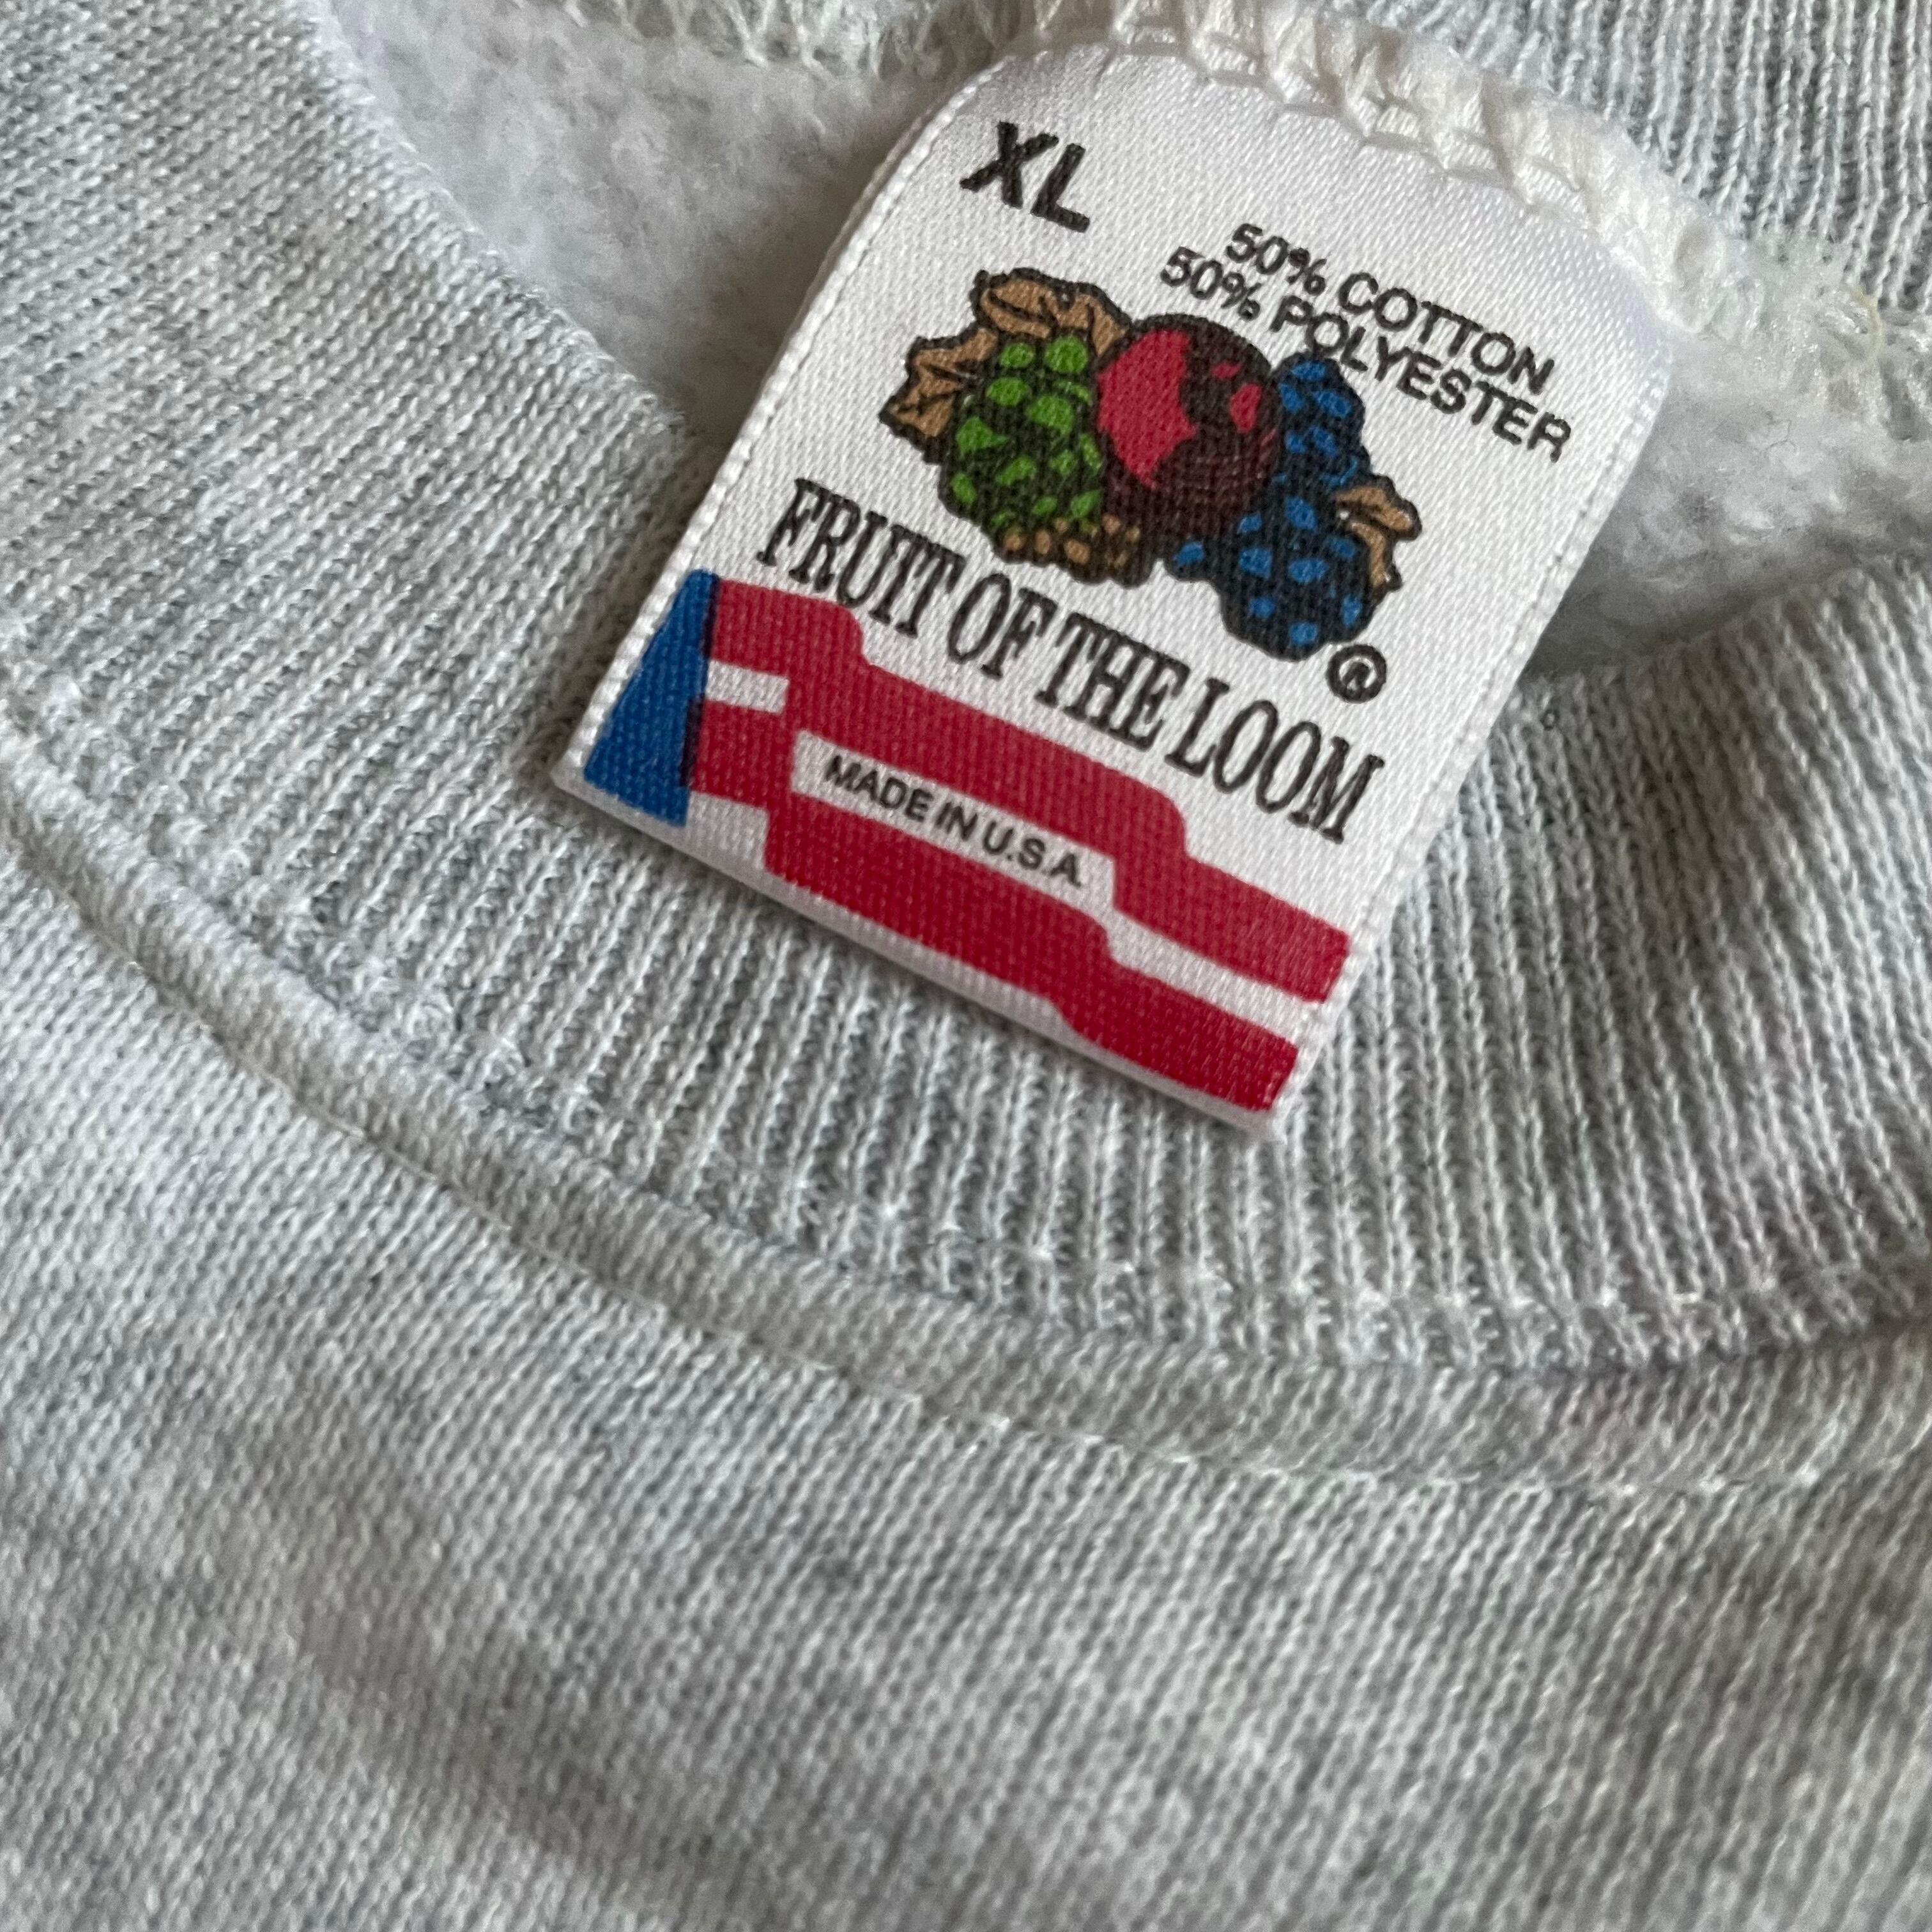 XL
50% COTTON
50% POLYESTER
FRUIT OF THE LOOM ®
MADE IN U.S.A.